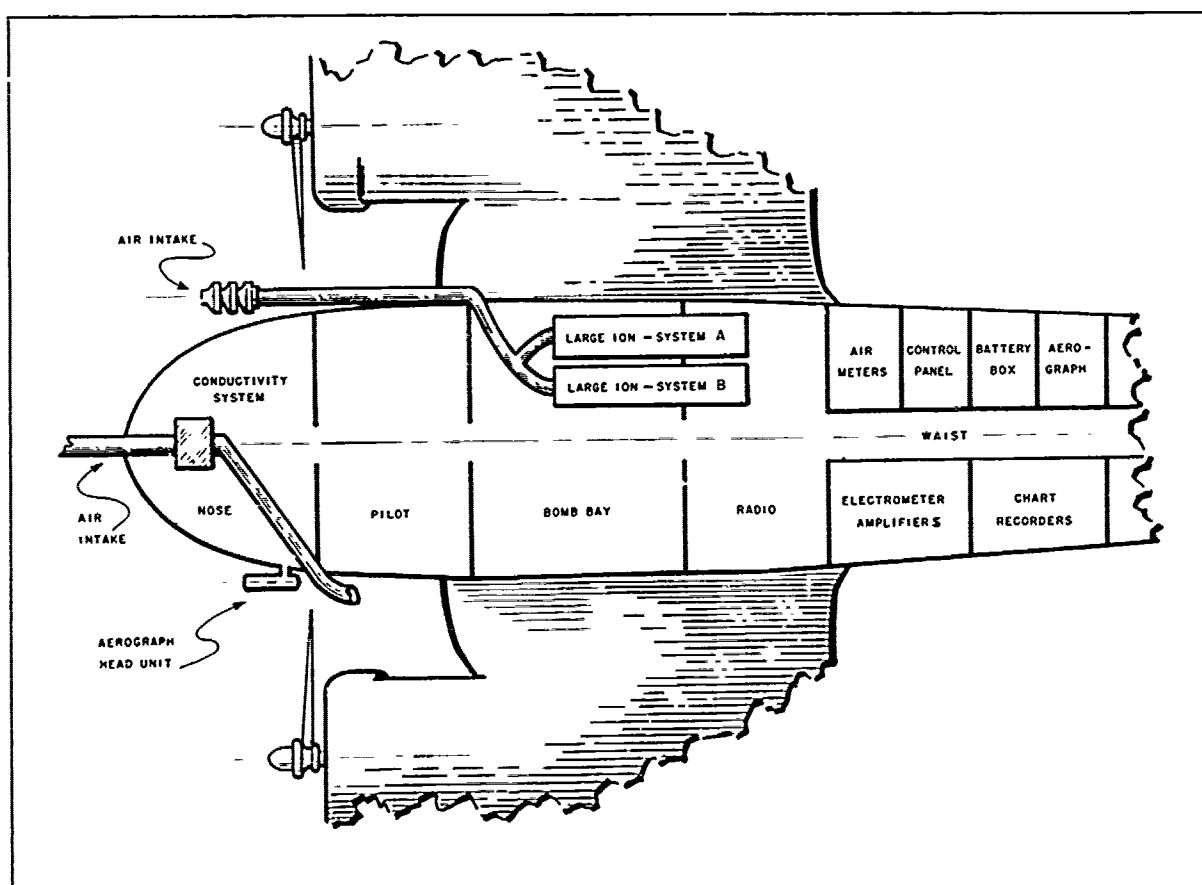 AIR INTAKE
LARGE ION – SYSTEM A
LARGE ION – SYSTEM B
AIR
METERS
CONTROL
PANEL
BATTERY
BOX
AERO-
GRAPH
CONDUCTIVITY
SYSTEM
WAIST
NOSE
PILOT
BOMB BAY
RADIO
ELECTROMETER
AMPLIFIERS
CHART
RECORDERS
AIR
INTAKE
AEROGRAPH
HEAD UNIT